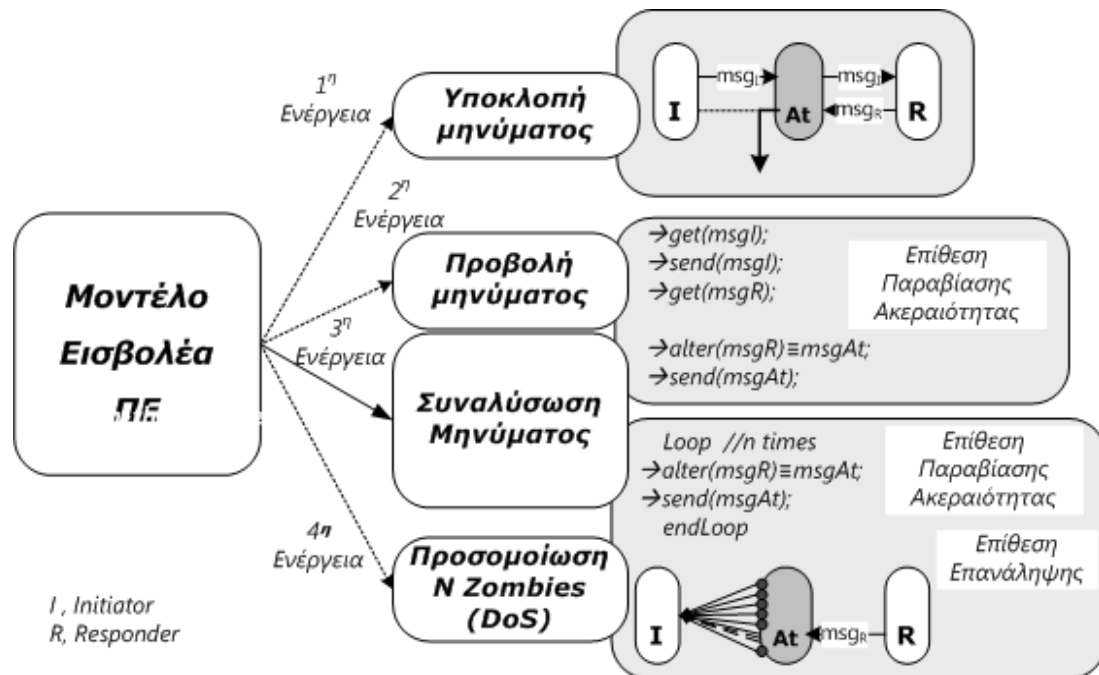 Μοντέλο
Εισβολέα
ΠΕ
1η
Ενέργεια
Υποκλοπή
μηνύματος
I
msgI
At
msgI
msgR
R
2η
Ενέργεια
Προβολή
μηνύματος
→get(msgI);
→send(msgI);
→get(msgR);
→alter(msgR)≡msgAt;
→send(msgAt);
Επίθεση
Παραβίασης
Ακεραιότητας
3η
Ενέργεια
Συναλύσωση
Μηνύματος
Loop //n times
→alter(msgR)≡msgAt;
→send(msgAt);
endLoop
Επίθεση
Παραβίασης
Ακεραιότητας
4η
Ενέργεια
Προσομοίωση
N Zombies
(DoS)
Επίθεση
Επανάληψης
I
At
msgR
R
I , Initiator
R, Responder